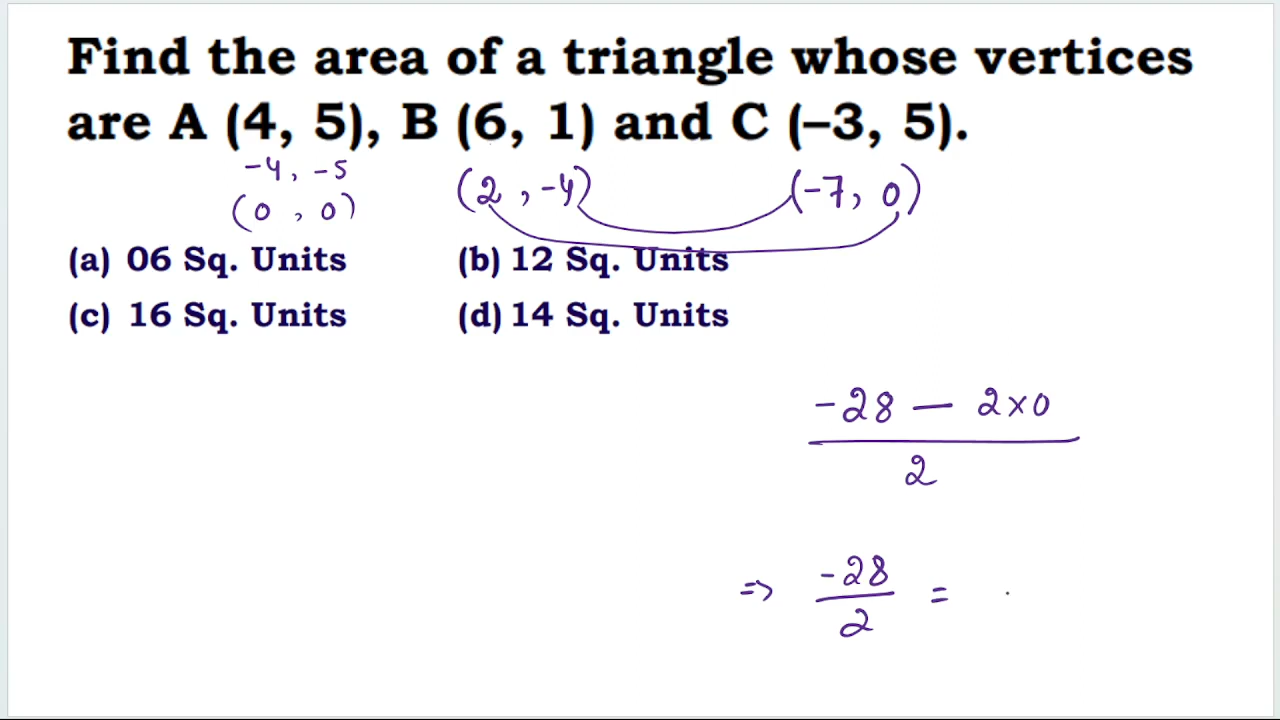 Find the area of a triangle whose vertices
are A (4, 5), B (6, 1) and C (–3, 5).
-4, -5
(0, 0) (2, -4) (-7, 0)
(a) 06 Sq. Units (b) 12 Sq. Units
(c) 16 Sq. Units (d) 14 Sq. Units
-28 — 2×0
2
=> -28 =
2